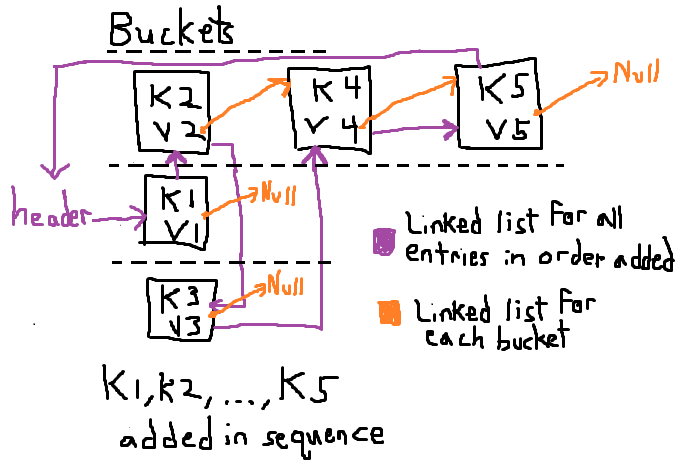 Buckets
K2
V2
K4
V4
K5
V5
Null
header
K1
V1
Null
K3
V3
Null
Linked list for all
entries in order added
Linked list for
each bucket
K1,k2,...,K5
added in sequence